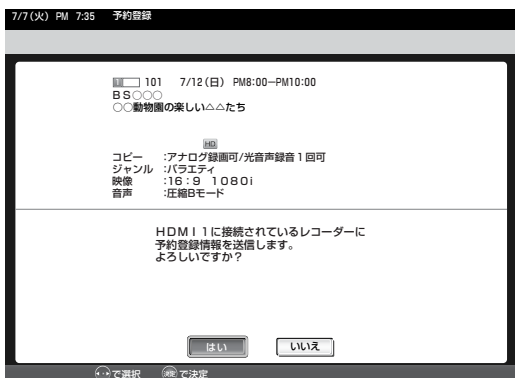 7/7(火) PM 7:35 予約登録
101 7/12(日) PM8:00−PM10:00
BS○○○
○○動物園の楽しい△△たち
HD
コピー :アナログ録画可/光音声録音1回可
ジャンル :バラエティ
映像 :16:9 1080i
音声 :圧縮Bモード
HDMI1に接続されているレコーダーに
予約登録情報を送信します。
よろしいですか?
はい いいえ
で選択 決定 で決定